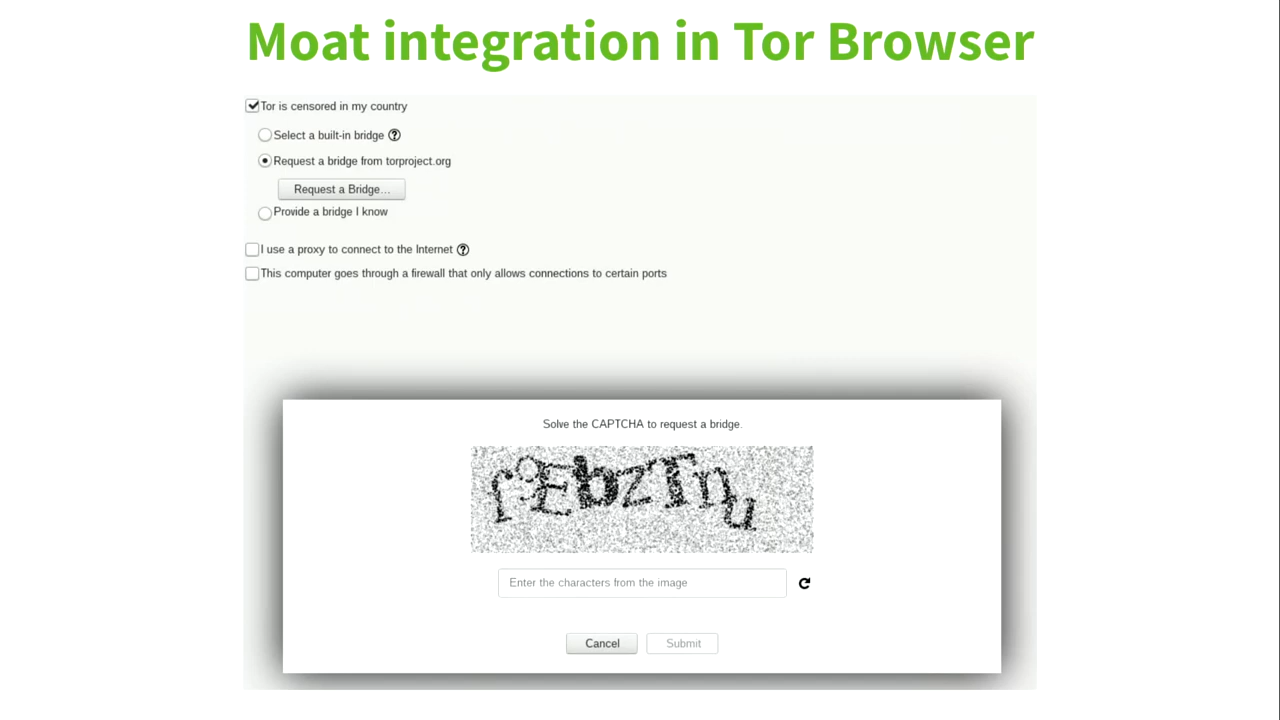 Moat integration in Tor Browser
Tor is censored in my country
Select a built-in bridge
Request a bridge from torproject.org
Request a Bridge...
Provide a bridge I know
I use a proxy to connect to the Internet
This computer goes through a firewall that only allows connections to certain ports
Solve the CAPTCHA to request a bridge.
Enter the characters from the image
Cancel
Submit